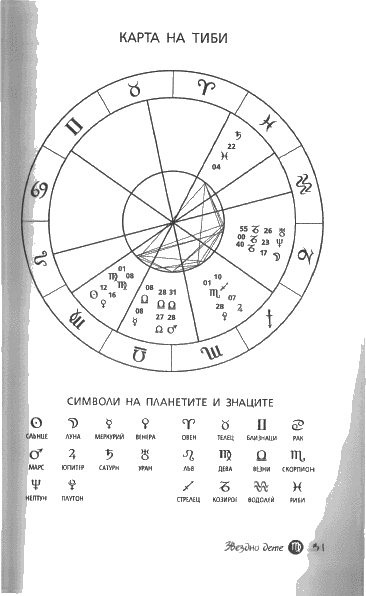 КАРТА НА ТИБИ
♉ ♈
♊ ♓
♄
22
♓
04
♋ ♒
55 ♑ 26 ♅
00 ♑ 23 ♆
40 ♑ 17 ☽
♌ ♑
01 ♍ 08 ♍
☉ 12 16 ♀
08 ♎ 28 31 ♎ ♎
08 ☿ 27 28 ♎ ♂
01 10
♏ ♐
07
28 ♃
♇
♍ ♐
♎ ♏
СИМВОЛИ НА ПЛАНЕТИТЕ И ЗНАЦИТЕ
☉ ☽ ☿ ♀ ♈ ♉ ♊ ♋
СЛЪНЦЕ ЛУНА МЕРКУРИЙ ВЕНЕРА ОВЕН ТЕЛЕЦ БЛИЗНАЦИ РАК
♂ ♃ ♄ ♅ ♌ ♍ ♎ ♏
МАРС ЮПИТЕР САТУРН УРАН ЛЪВ ДЕВА ВЕЗНИ СКОРПИОН
♆ ♇ ♐ ♑ ♒ ♓
НЕПТУН ПЛУТОН СТРЕЛЕЦ КОЗИРОГ ВОДОЛЕЙ РИБИ
Звездно дете ♍ 31